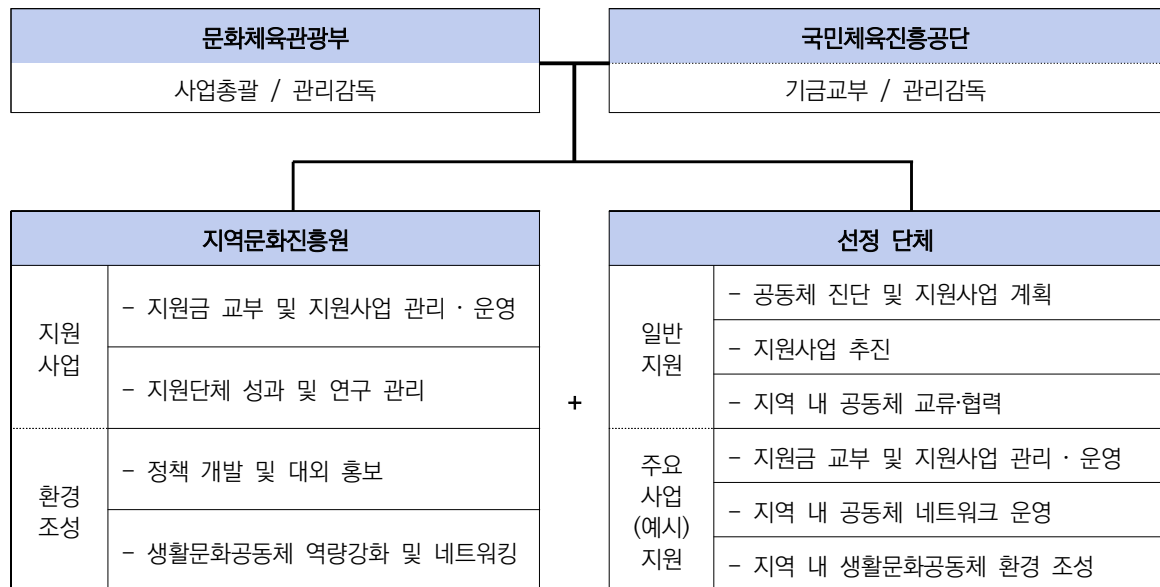 문화체육관광부
사업총괄 / 관리감독
국민체육진흥공단
기금교부 / 관리감독
지역문화진흥원
지원
사업
- 지원금 교부 및 지원사업 관리 · 운영
- 지원단체 성과 및 연구 관리
환경
조성
- 정책 개발 및 대외 홍보
- 생활문화공동체 역량강화 및 네트워킹
+
선정 단체
일반
지원
- 공동체 진단 및 지원사업 계획
- 지원사업 추진
- 지역 내 공동체 교류·협력
주요
사업
(예시)
지원
- 지원금 교부 및 지원사업 관리 · 운영
- 지역 내 공동체 네트워크 운영
- 지역 내 생활문화공동체 환경 조성